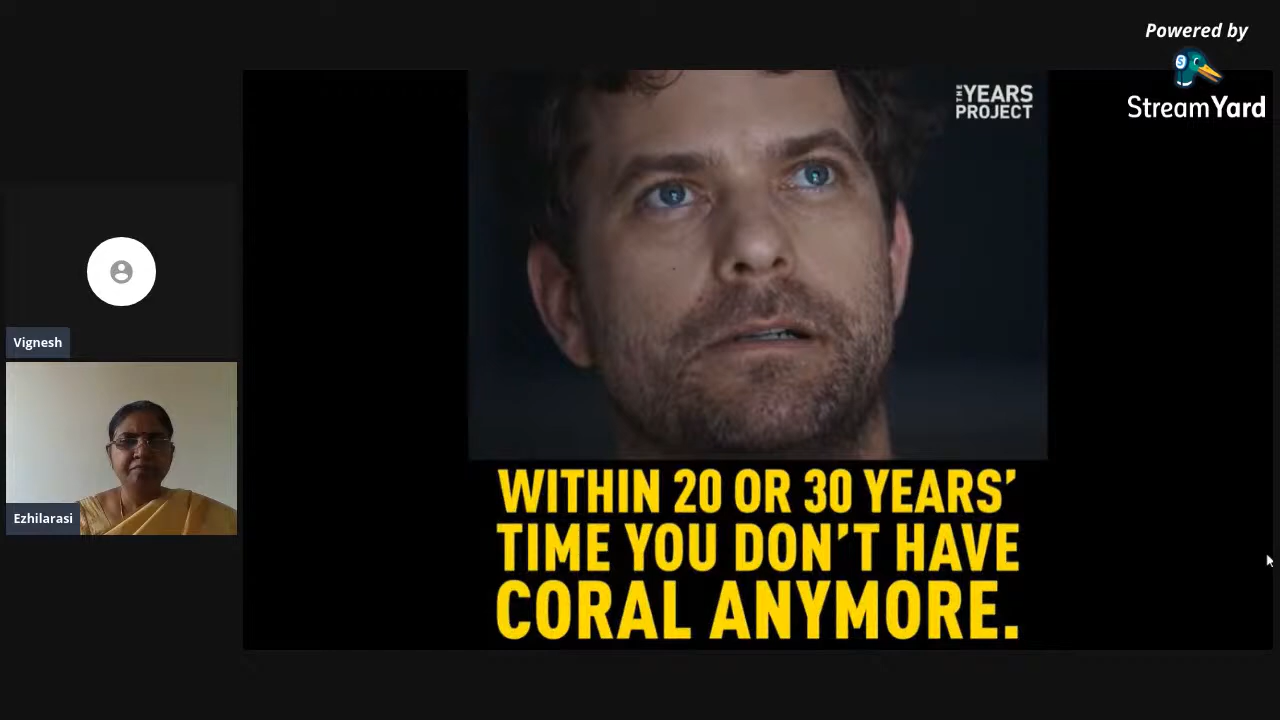 Powered by
StreamYard
THE YEARS
PROJECT
Vignesh
Ezhilarasi
WITHIN 20 OR 30 YEARS'
TIME YOU DON'T HAVE
CORAL ANYMORE.